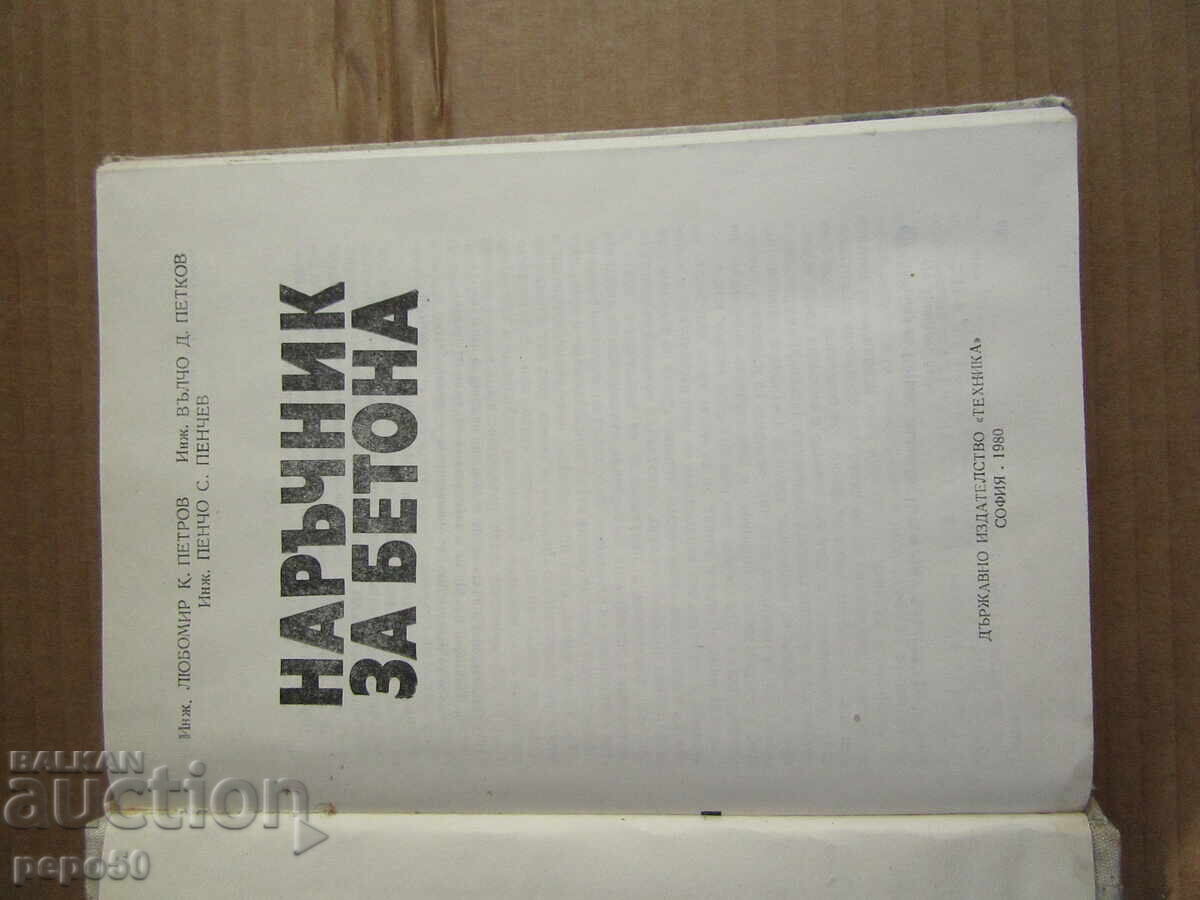 Инж. ЛЮБОМИР К. ПЕТРОВ Инж. ВЪЛЧО Д. ПЕТКОВ
Инж. ПЕНЧО С. ПЕНЧЕВ
НАРЪЧНИК
ЗА БЕТОНА
ДЪРЖАВНО ИЗДАТЕЛСТВО «ТЕХНИКА»
СОФИЯ . 1980
BALKAN
auction
pepo50